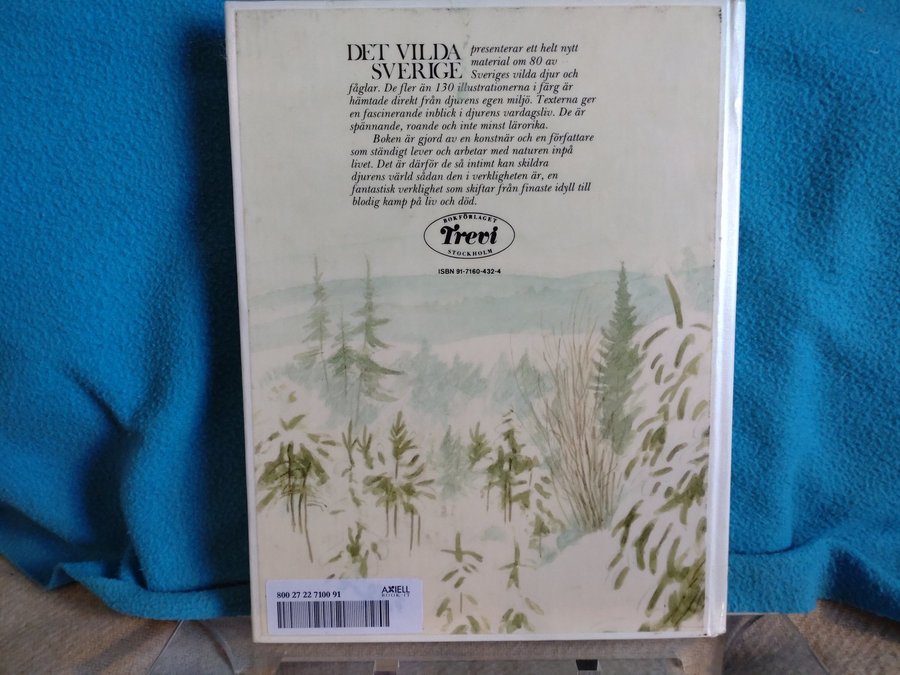 DET VILDA SVERIGE presenterar ett helt nytt
material om 80 av
Sveriges vilda djur och
fåglar. De fler än 130 illustrationerna i färg är
hämtade direkt från djurens egen miljö. Texterna ger
en fascinerande inblick i djurens vardagsliv. De är
spännande, roande och inte minst lärorika.
Boken är gjord av en konstnär och en författare
som ständigt lever och arbetar med naturen inpå
livet. Det är därför de så intimt kan skildra
djurens värld sådan den i verkligheten är, en
fantastisk verklighet som skiftar från finaste idyll till
blodig kamp på liv och död.
BOKFÖRLAGET
Trevi
STOCKHOLM
ISBN 91-7160-432-4
800 27 22 7100 91
AXIELL
BOOK IT